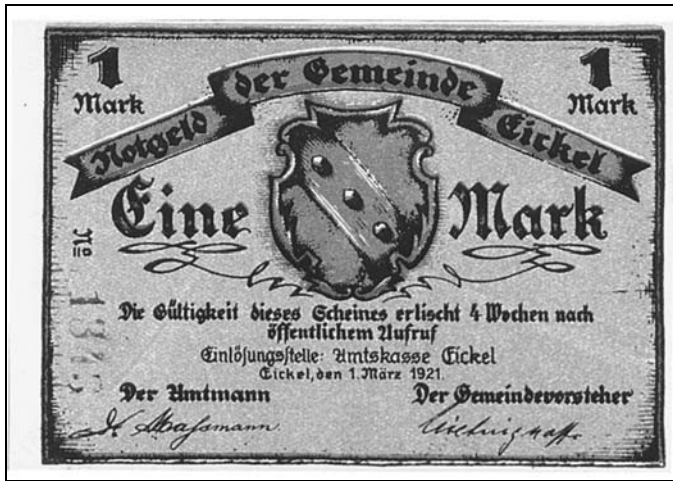 1 Mark
1 Mark
Notgeld der Gemeinde Eickel
Eine Mark
No
Die Gültigkeit dieses Scheines erlischt 4 Wochen nach
öffentlichem Aufruf
Einlösungsstelle: Amtskasse Eickel
Eickel, den 1. März 1921.
Der Amtmann
Der Gemeindevorsteher